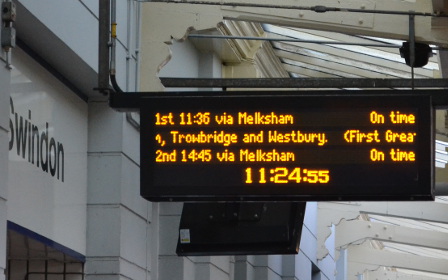 Swindon
1st 11:36 via Melksham On time
, Trowbridge and Westbury. (First Grea
2nd 14:45 via Melksham On time
11:24:55